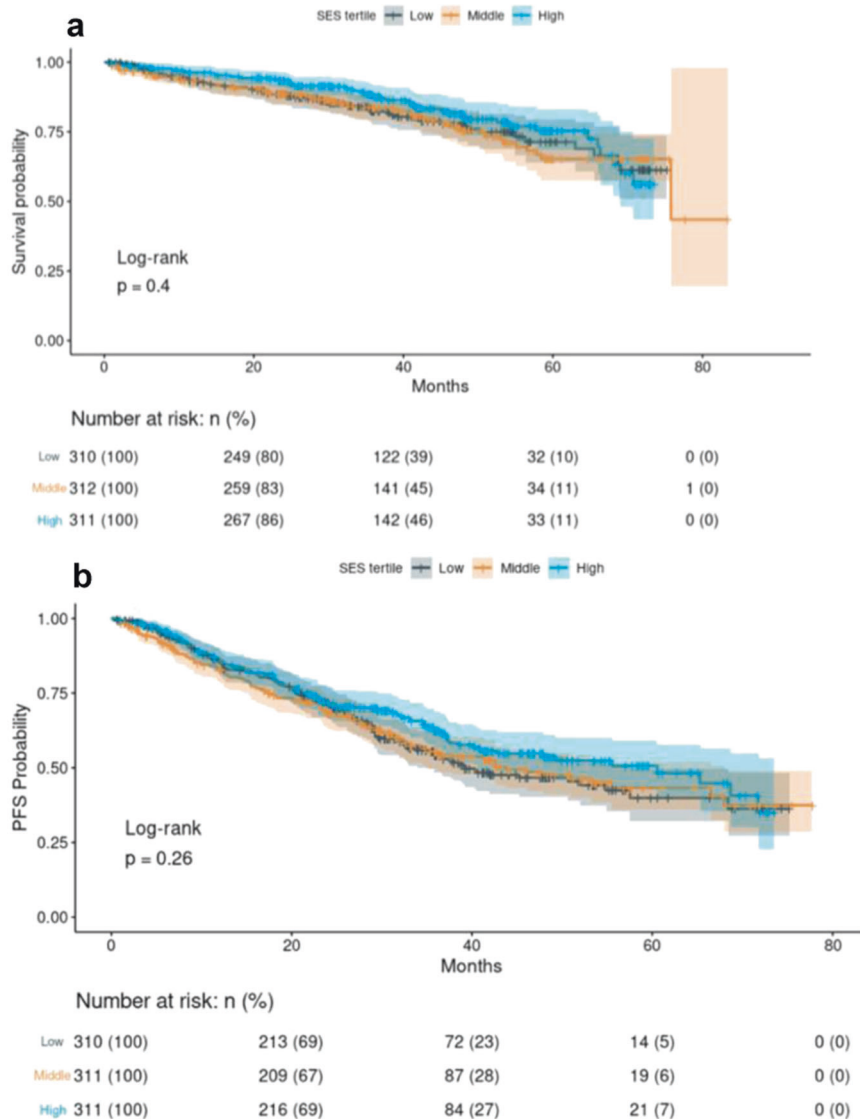 a
SES tertile Low Middle High
1.00
0.75
0.50
0.25
0.00
Survival probability
Log-rank
p = 0.4
0 20 40 60 80
Months
Number at risk: n (%)
Low 310 (100) 249 (80) 122 (39) 32 (10) 0 (0)
Middle 312 (100) 259 (83) 141 (45) 34 (11) 1 (0)
High 311 (100) 267 (86) 142 (46) 33 (11) 0 (0)
b
SES tertile Low Middle High
1.00
0.75
0.50
0.25
0.00
PFS Probability
Log-rank
p = 0.26
0 20 40 60 80
Months
Number at risk: n (%)
Low 310 (100) 213 (69) 72 (23) 14 (5) 0 (0)
Middle 311 (100) 209 (67) 87 (28) 19 (6) 0 (0)
High 311 (100) 216 (69) 84 (27) 21 (7) 0 (0)